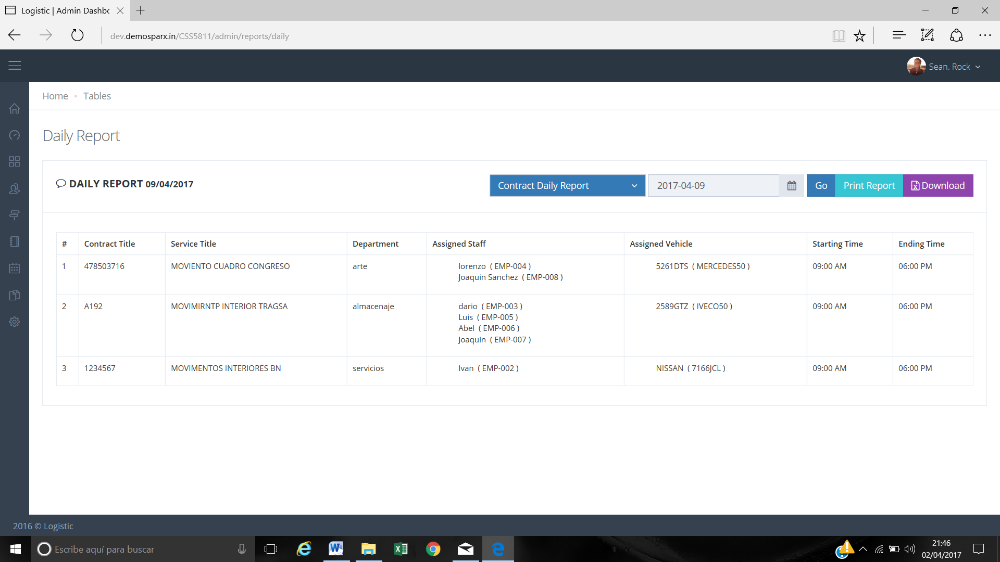 Logistic | Admin Dashbo
dev.demosparx.in/CSS5811/admin/reports/daily
Sean. Rock
Home • Tables
Daily Report
DAILY REPORT 09/04/2017
Contract Daily Report
2017-04-09
Go
Print Report
Download
# Contract Title Service Title Department Assigned Staff Assigned Vehicle Starting Time Ending Time
1 478503716 MOVIENTO CUADRO CONGRESO arte lorenzo ( EMP-004 ) 5261DTS ( MERCEDES50 ) 09:00 AM 06:00 PM
Joaquin Sanchez ( EMP-008 )
2 A192 MOVIMIRNTP INTERIOR TRAGSA almacenaje dario ( EMP-003 ) 2589GTZ ( IVECO50 ) 09:00 AM 06:00 PM
Luis ( EMP-005 )
Abel ( EMP-006 )
Joaquin ( EMP-007 )
3 1234567 MOVIMENTOS INTERIORES BN servicios Ivan ( EMP-002 ) NISSAN ( 7166JCL ) 09:00 AM 06:00 PM
2016 © Logistic
Escribe aquí para buscar
21:46
02/04/2017